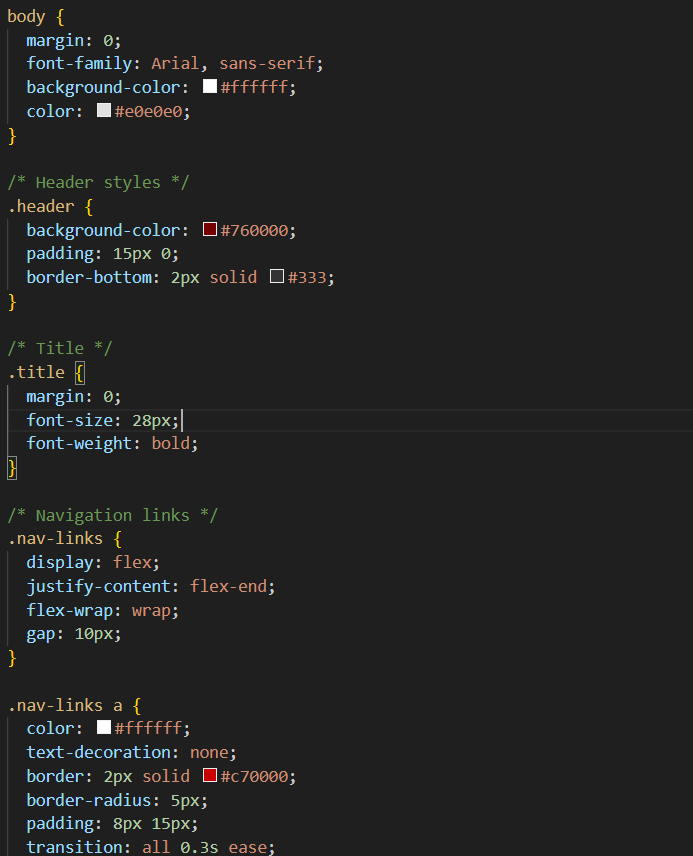 body {
  margin: 0;
  font-family: Arial, sans-serif;
  background-color: #ffffff;
  color: #e0e0e0;
}

/* Header styles */
.header {
  background-color: #760000;
  padding: 15px 0;
  border-bottom: 2px solid #333;
}

/* Title */
.title {
  margin: 0;
  font-size: 28px;
  font-weight: bold;
}

/* Navigation links */
.nav-links {
  display: flex;
  justify-content: flex-end;
  flex-wrap: wrap;
  gap: 10px;
}

.nav-links a {
  color: #ffffff;
  text-decoration: none;
  border: 2px solid #c70000;
  border-radius: 5px;
  padding: 8px 15px;
  transition: all 0.3s ease;